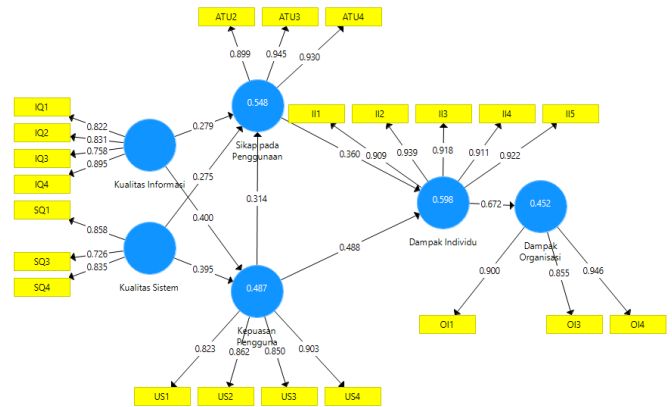 ATU2 ATU3 ATU4
0.899 0.945 0.930
0.548
Sikap pada
Penggunaan
IQ1
IQ2
IQ3
IQ4
0.822
0.831
0.758
0.895
Kualitas Informasi
SQ1
SQ3
SQ4
0.858
0.726
0.835
Kualitas Sistem
0.279
0.275
0.400
0.395
0.314
0.360
0.488
II1 II2 II3 II4 II5
0.909 0.939 0.918 0.911 0.922
0.598
Dampak Individu
0.672
0.452
Dampak
Organisasi
0.900 0.855 0.946
OI1 OI3 OI4
0.487
Kepuasan
Pengguna
0.823 0.862 0.850 0.903
US1 US2 US3 US4